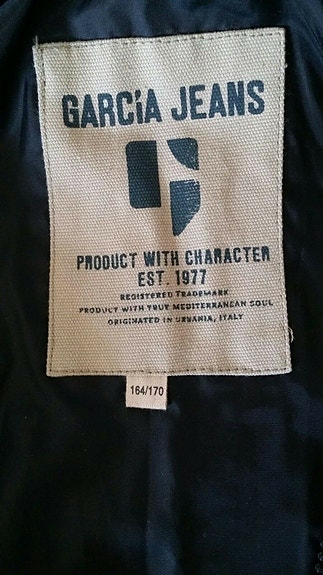 GARCíA JEANS
PRODUCT WITH CHARACTER
EST. 1977
REGISTERED TRADEMARK
PRODUCT WITH TRUE MEDITERRANEAN SOUL
ORIGINATED IN URBANIA, ITALY
164/170